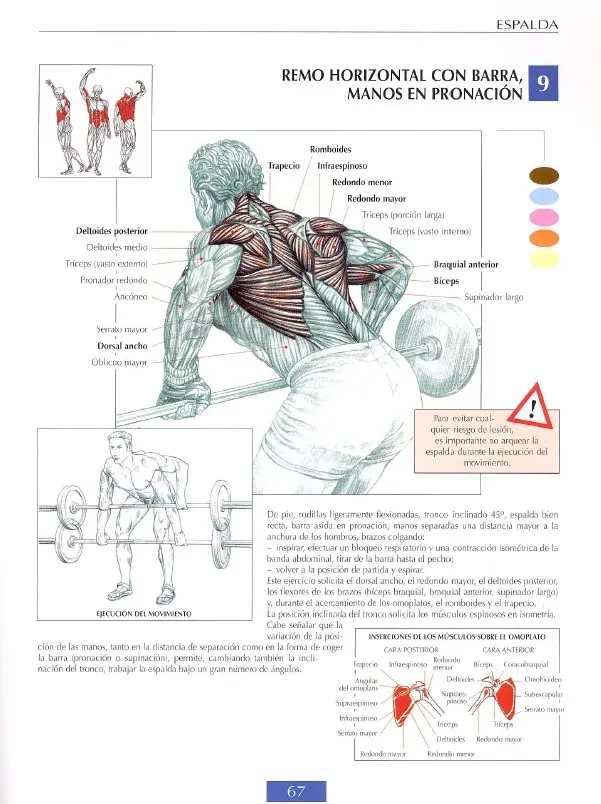 ESPALDA
REMO HORIZONTAL CON BARRA,
MANOS EN PRONACIÓN
9
Romboides
Trapecio
Infraespinoso
Redondo menor
Redondo mayor
Tríceps (porción larga)
Tríceps (vasto interno)
Deltoides posterior
Deltoides medio
Tríceps (vasto externo)
Pronador redondo
Ancóneo
Serrato mayor
Dorsal ancho
Oblicuo mayor
Braquial anterior
Bíceps
Supinador largo
!
Para evitar cual-
quier riesgo de lesión,
es importante no arquear la
espalda durante la ejecución del
movimiento.
EJECUCIÓN DEL MOVIMIENTO
De pie, rodillas ligeramente flexionadas, tronco inclinado 45º, espalda bien
recta, barra asida en pronación, manos separadas una distancia mayor a la
anchura de los hombros, brazos colgando:
– inspirar, efectuar un bloqueo respiratorio y una contracción isométrica de la
banda abdominal, tirar de la barra hasta el pecho;
– volver a la posición de partida y espirar.
Este ejercicio solicita el dorsal ancho, el redondo mayor, el deltoides posterior,
los flexores de los brazos (bíceps braquial, braquial anterior, supinador largo)
y, durante el acercamiento de los omoplatos, el romboides y el trapecio.
La posición inclinada del tronco solicita los músculos espinosos en isometría.
Cabe señalar que la
variación de la posi-
ción de las manos, tanto en la distancia de separación como en la forma de coger
la barra (pronación o supinación), permite, cambiando también la incli-
nación del tronco, trabajar la espalda bajo un gran número de ángulos.
INSERCIONES DE LOS MÚSCULOS SOBRE EL OMOPLATO
CARA POSTERIOR
CARA ANTERIOR
Trapecio
Infraespinoso
Redondo
menor
Bíceps
Coracobraquial
Angular
del omoplato
Supraespinoso
Infraespinoso
Serrato mayor
Deltoides
Supraes-
pinoso
Omohioideo
Subescapular
Serrato mayor
Tríceps
Tríceps
Deltoides
Redondo mayor
Redondo mayor
Redondo menor
67